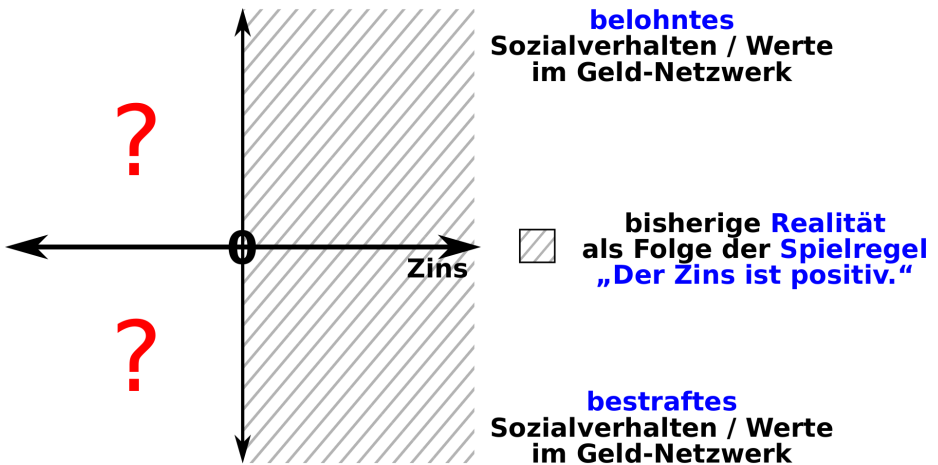 belohntes
Sozialverhalten / Werte
im Geld-Netzwerk
?
bisherige Realität
als Folge der Spielregel
„Der Zins ist positiv.“
0
Zins
?
bestraftes
Sozialverhalten / Werte
im Geld-Netzwerk